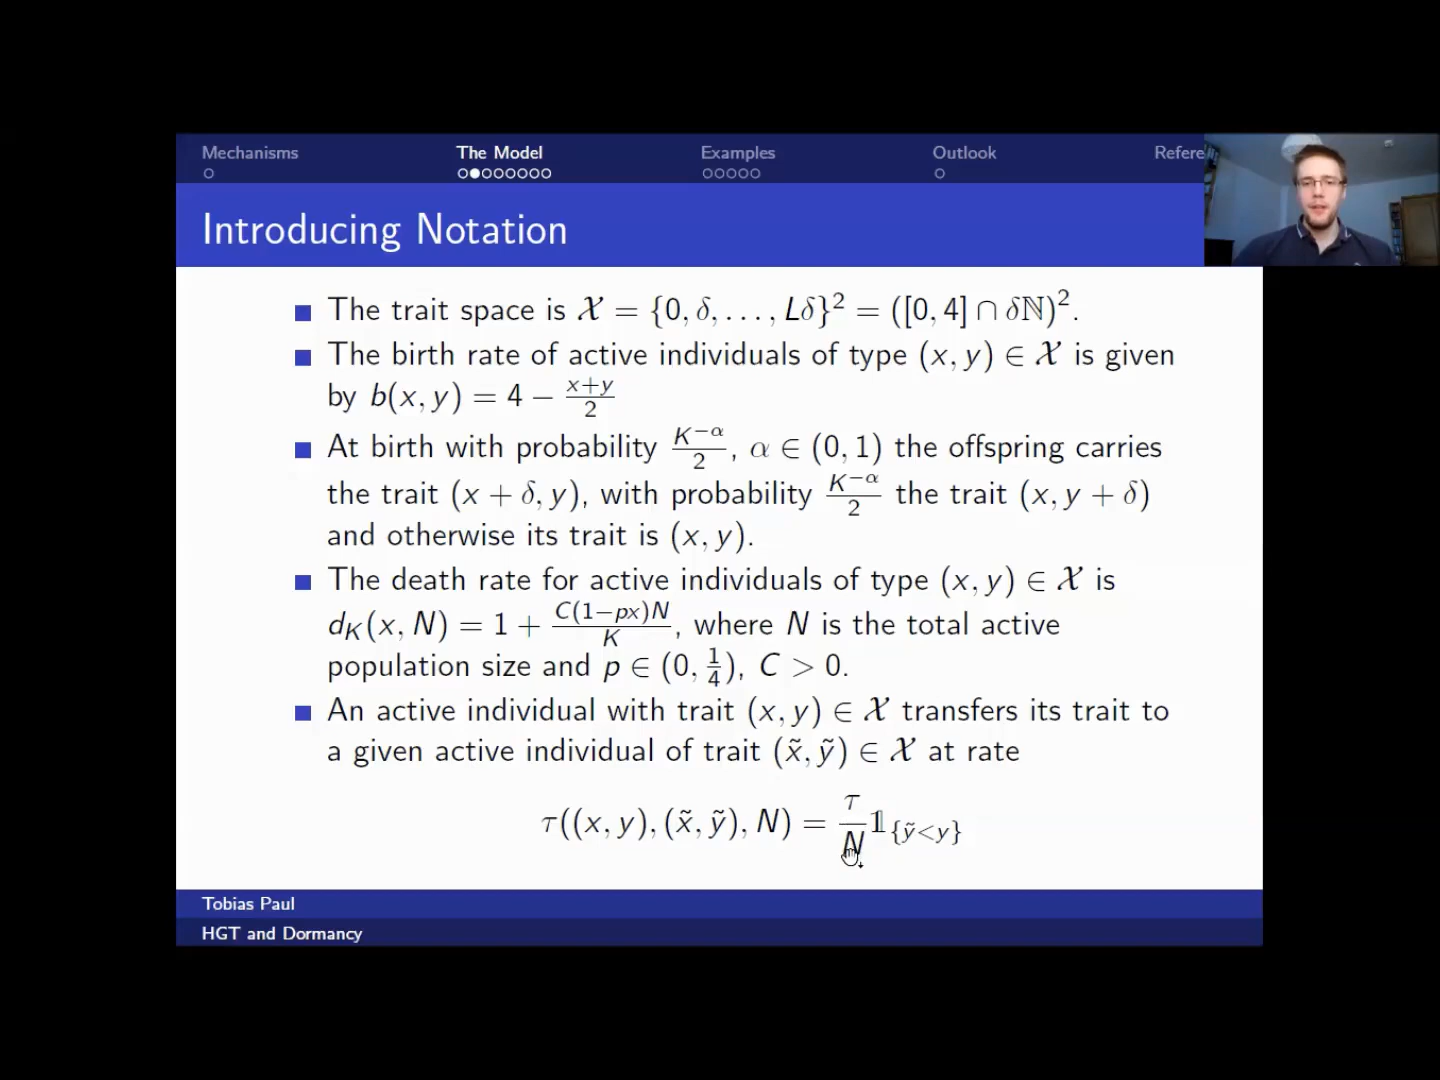 Mechanisms The Model Examples Outlook Refere
Introducing Notation
The trait space is 𝒳 = {0, δ, . . . , Lδ}² = ([0, 4] ∩ δℕ)².
The birth rate of active individuals of type (x, y) ∈ 𝒳 is given
by b(x, y) = 4 − (x+y)/2
At birth with probability K^{−α}/2, α ∈ (0, 1) the offspring carries
the trait (x + δ, y), with probability K^{−α}/2 the trait (x, y + δ)
and otherwise its trait is (x, y).
The death rate for active individuals of type (x, y) ∈ 𝒳 is
d_K(x, N) = 1 + C(1−px)N/K, where N is the total active
population size and p ∈ (0, 1/4), C > 0.
An active individual with trait (x, y) ∈ 𝒳 transfers its trait to
a given active individual of trait (x̃, ỹ) ∈ 𝒳 at rate
τ((x, y), (x̃, ỹ), N) = τ/N 𝟙_{ỹ<y}
Tobias Paul
HGT and Dormancy